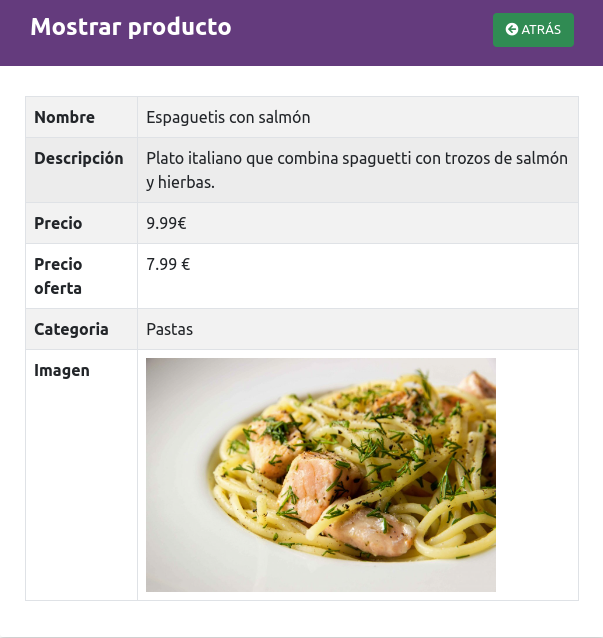 Mostrar producto
ATRÁS
Nombre
Espaguetis con salmón
Descripción
Plato italiano que combina spaguetti con trozos de salmón
y hierbas.
Precio
9.99€
Precio
oferta
7.99 €
Categoria
Pastas
Imagen